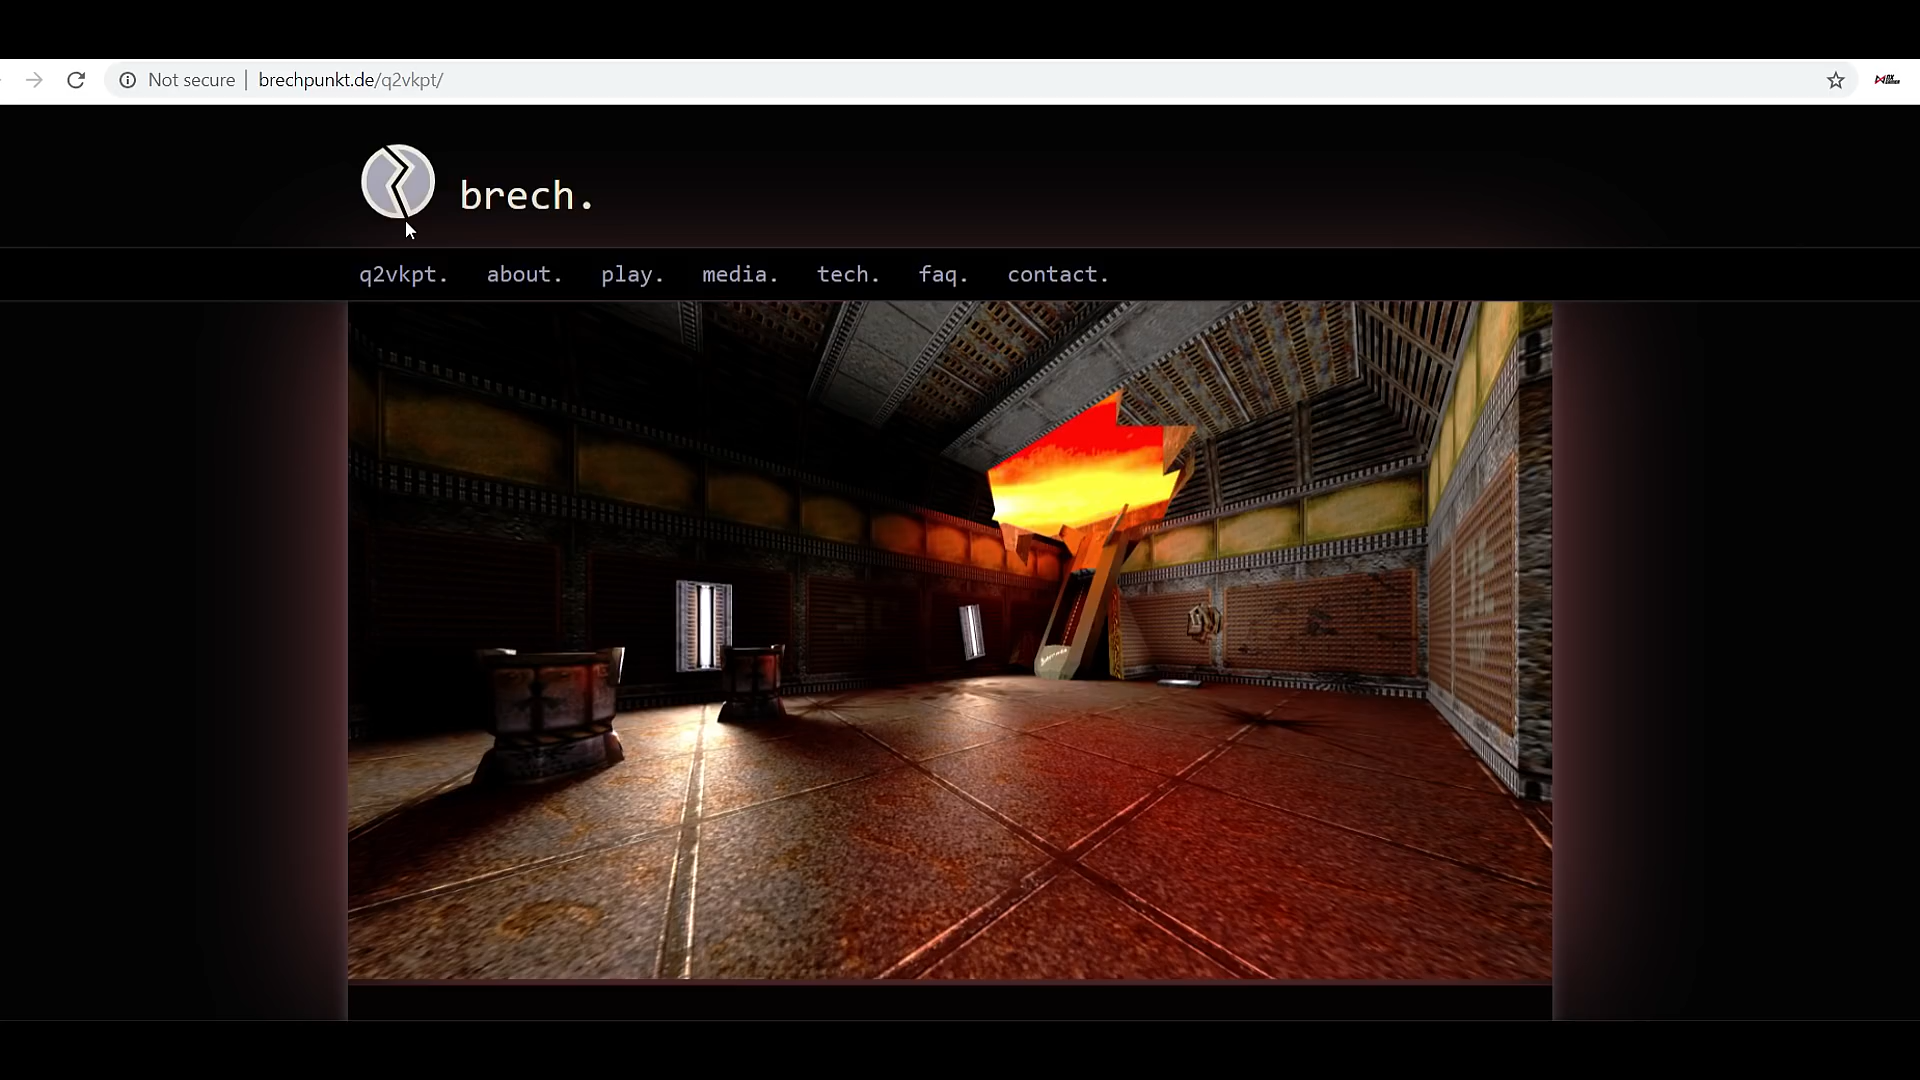 Not secure | brechpunkt.de/q2vkpt/
brech.
q2vkpt. about. play. media. tech. faq. contact.